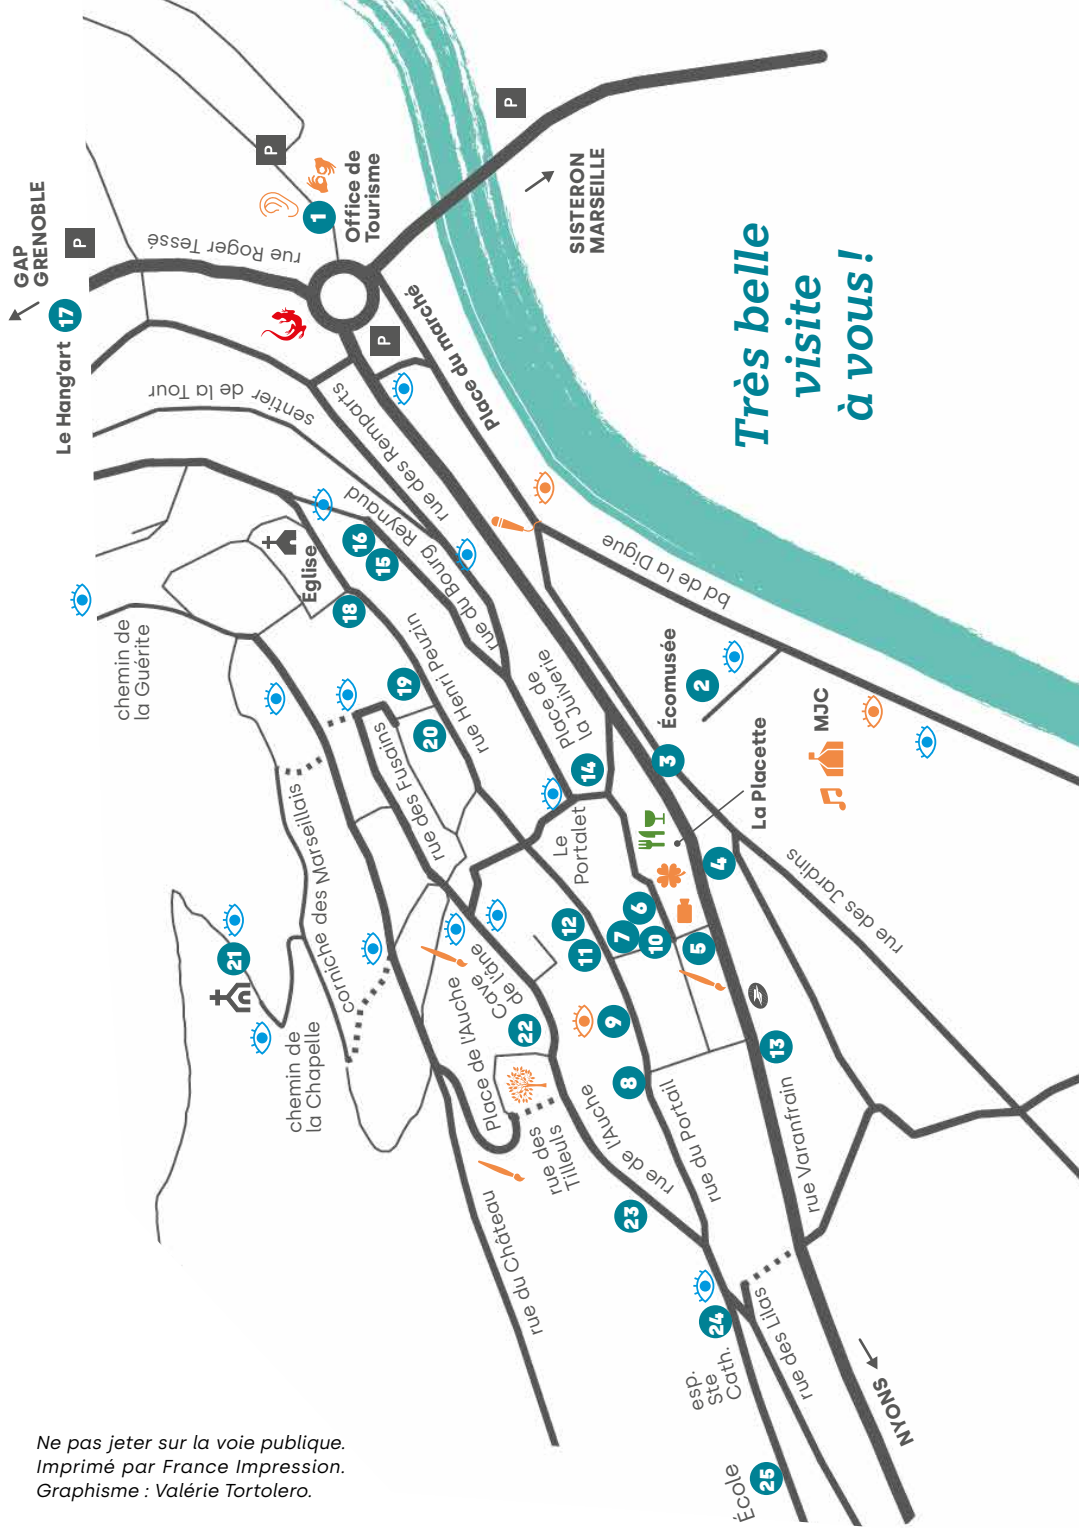 GAP
GRENOBLE
P
Le Hang'art 17
P
1
Office de
Tourisme
rue Roger Tessé
P
SISTERON
MARSEILLE
P
Place du marché
sentier de la Tour
rue des Remparts
rue du Bourg Reynaud
16
15
Église
18
chemin de
la Guérite
19
20
rue Henri Peuzin
rue des Fusains
corniche des Marseillais
Place de
la Juiverie
14
Le
Portalet
bd de la Digue
Écomusée
2
3
MJC
La Placette
4
rue des Jardins
6
7
10
5
12
11
9
8
13
21
chemin de
la Chapelle
Cave
de l'âne
22
Place de l'Auche
rue des
Tilleuls
rue de l'Auche
rue du Portail
rue Varanfrain
23
rue du Château
24
esp.
Ste
Cath.
rue des Lilas
NYONS
École
25
Très belle
visite
à vous !
Ne pas jeter sur la voie publique.
Imprimé par France Impression.
Graphisme : Valérie Tortolero.